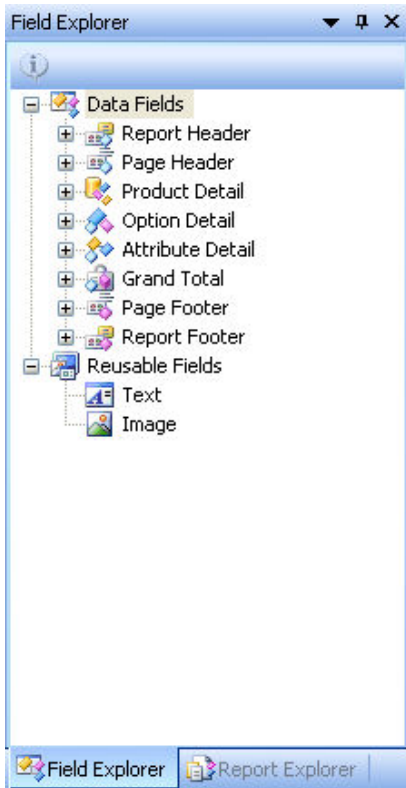 Field Explorer
Data Fields
Report Header
Page Header
Product Detail
Option Detail
Attribute Detail
Grand Total
Page Footer
Report Footer
Reusable Fields
Text
Image
Field Explorer Report Explorer